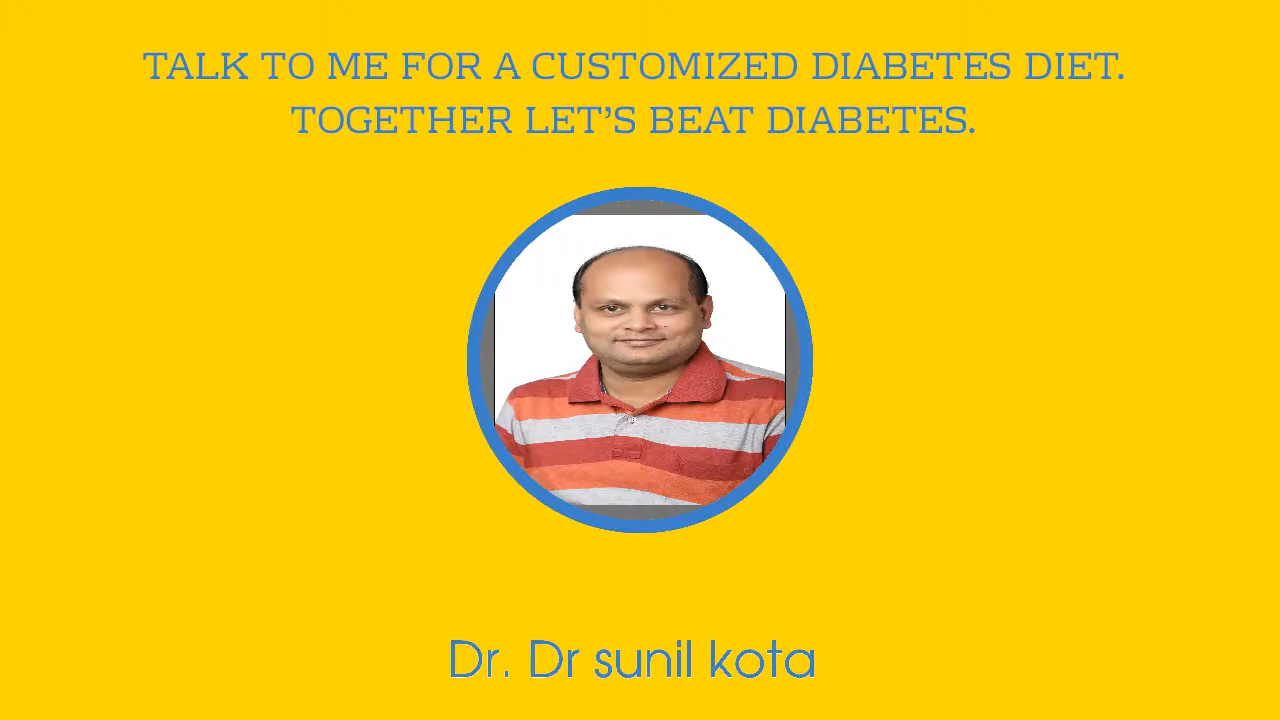 TALK TO ME FOR A CUSTOMIZED DIABETES DIET.
TOGETHER LET'S BEAT DIABETES.
Dr. Dr sunil kota